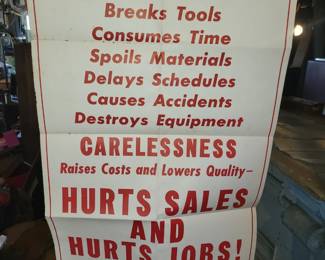 Breaks Tools
Consumes Time
Spoils Materials
Delays Schedules
Causes Accidents
Destroys Equipment
CARELESSNESS
Raises Costs and Lowers Quality—
HURTS SALES
AND
HURTS JOBS!